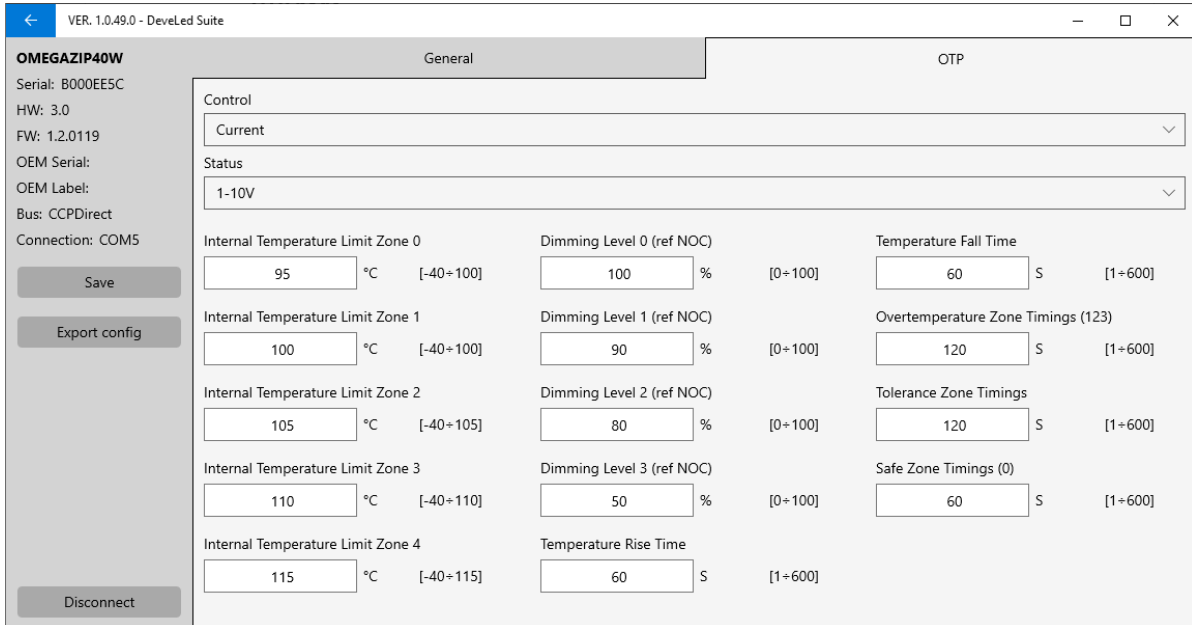 VER. 1.0.49.0 - DeveLed Suite
OMEGAZIP40W
Serial: B000EE5C
HW: 3.0
FW: 1.2.0119
OEM Serial:
OEM Label:
Bus: CCPDirect
Connection: COM5
Save
Export config
Disconnect
General OTP
Control
Current
Status
1-10V
Internal Temperature Limit Zone 0 Dimming Level 0 (ref NOC) Temperature Fall Time
95 °C [-40÷100] 100 % [0÷100] 60 S [1÷600]
Internal Temperature Limit Zone 1 Dimming Level 1 (ref NOC) Overtemperature Zone Timings (123)
100 °C [-40÷100] 90 % [0÷100] 120 S [1÷600]
Internal Temperature Limit Zone 2 Dimming Level 2 (ref NOC) Tolerance Zone Timings
105 °C [-40÷105] 80 % [0÷100] 120 S [1÷600]
Internal Temperature Limit Zone 3 Dimming Level 3 (ref NOC) Safe Zone Timings (0)
110 °C [-40÷110] 50 % [0÷100] 60 S [1÷600]
Internal Temperature Limit Zone 4 Temperature Rise Time
115 °C [-40÷115] 60 S [1÷600]